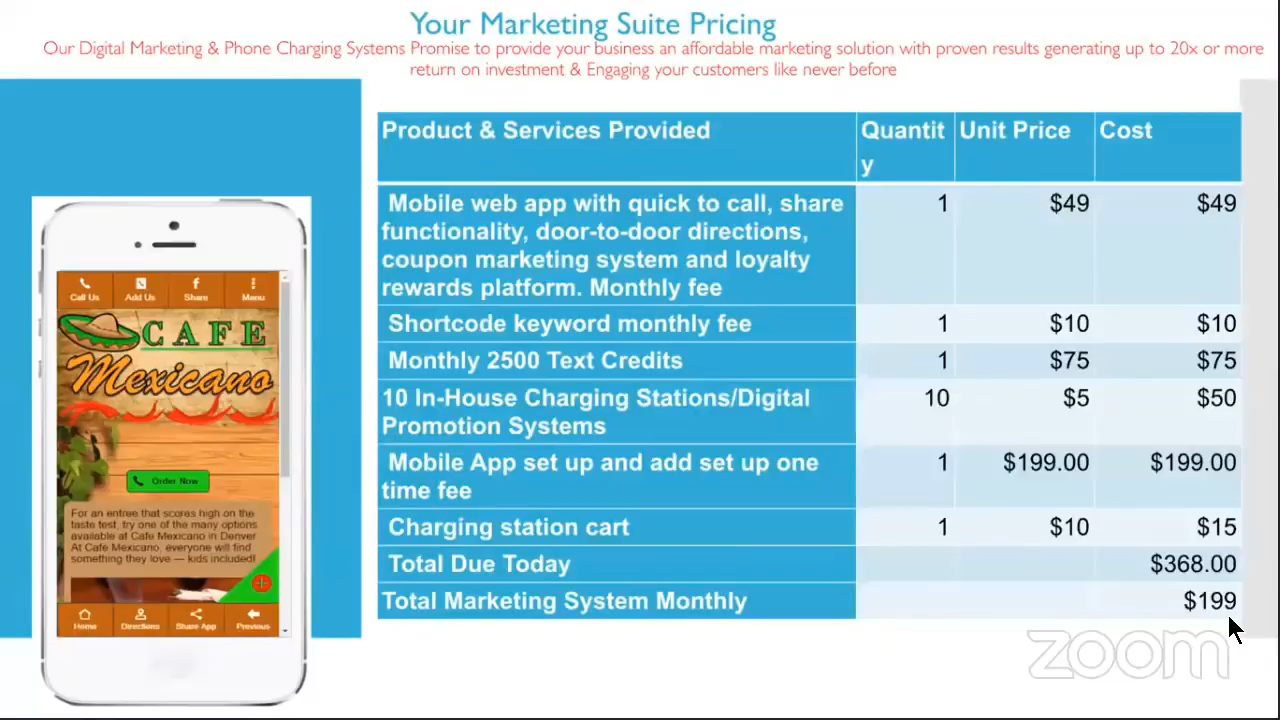 Your Marketing Suite Pricing
Our Digital Marketing & Phone Charging Systems Promise to provide your business an affordable marketing solution with proven results generating up to 20x or more
return on investment & Engaging your customers like never before
Product & Services Provided Quantit Unit Price Cost
y
Mobile web app with quick to call, share 1 $49 $49
functionality, door-to-door directions,
coupon marketing system and loyalty
rewards platform. Monthly fee
Shortcode keyword monthly fee 1 $10 $10
Monthly 2500 Text Credits 1 $75 $75
10 In-House Charging Stations/Digital 10 $5 $50
Promotion Systems
Mobile App set up and add set up one 1 $199.00 $199.00
time fee
Charging station cart 1 $10 $15
Total Due Today $368.00
Total Marketing System Monthly $199
Call Us Add Us Share Menu
CAFE
Mexicano
Order Now
For an entree that scores high on the
taste test, try one of the many options
available at Cafe Mexicano in Denver
At Cafe Mexicano, everyone will find
something they love — kids included!
Home Directions Share App Previous
zoom